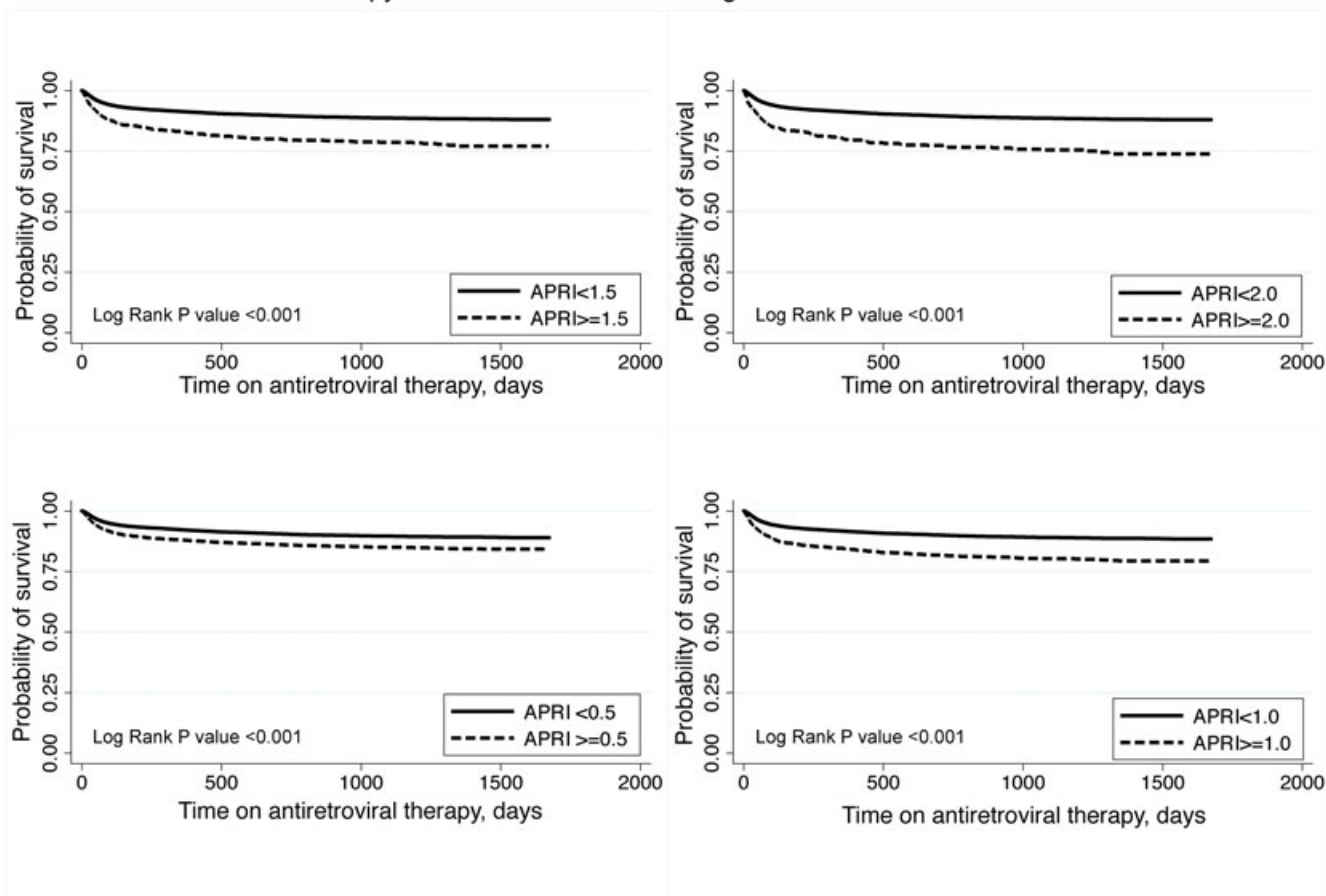 Probability of survival
1.00
0.75
0.50
0.25
0.00
Log Rank P value <0.001
APRI<1.5
APRI>=1.5
0 500 1000 1500 2000
Time on antiretroviral therapy, days
Probability of survival
1.00
0.75
0.50
0.25
0.00
Log Rank P value <0.001
APRI<2.0
APRI>=2.0
0 500 1000 1500 2000
Time on antiretroviral therapy, days
Probability of survival
1.00
0.75
0.50
0.25
0.00
Log Rank P value <0.001
APRI <0.5
APRI >=0.5
0 500 1000 1500 2000
Time on antiretroviral therapy, days
Probability of survival
1.00
0.75
0.50
0.25
0.00
Log Rank P value <0.001
APRI<1.0
APRI>=1.0
0 500 1000 1500 2000
Time on antiretroviral therapy, days